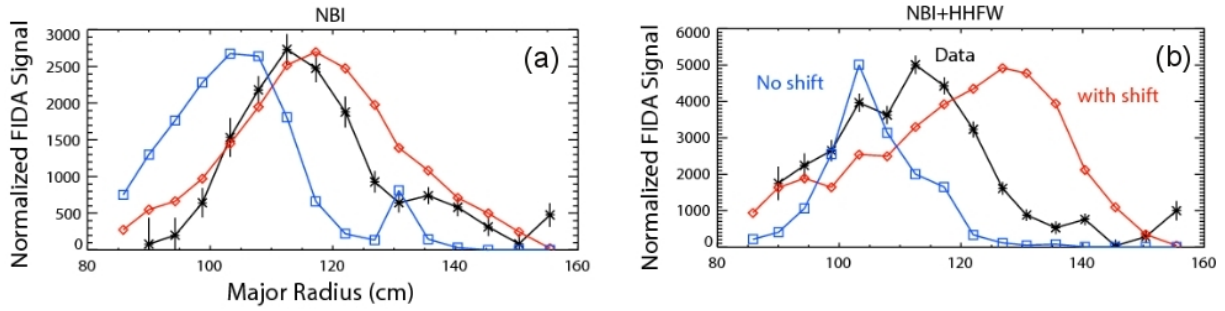 NBI
(a)
Normalized FIDA Signal
3000
2500
2000
1500
1000
500
0
80
100
120
140
160
Major Radius (cm)
NBI+HHFW
(b)
Normalized FIDA Signal
6000
5000
4000
3000
2000
1000
0
No shift
Data
with shift
80
100
120
140
160